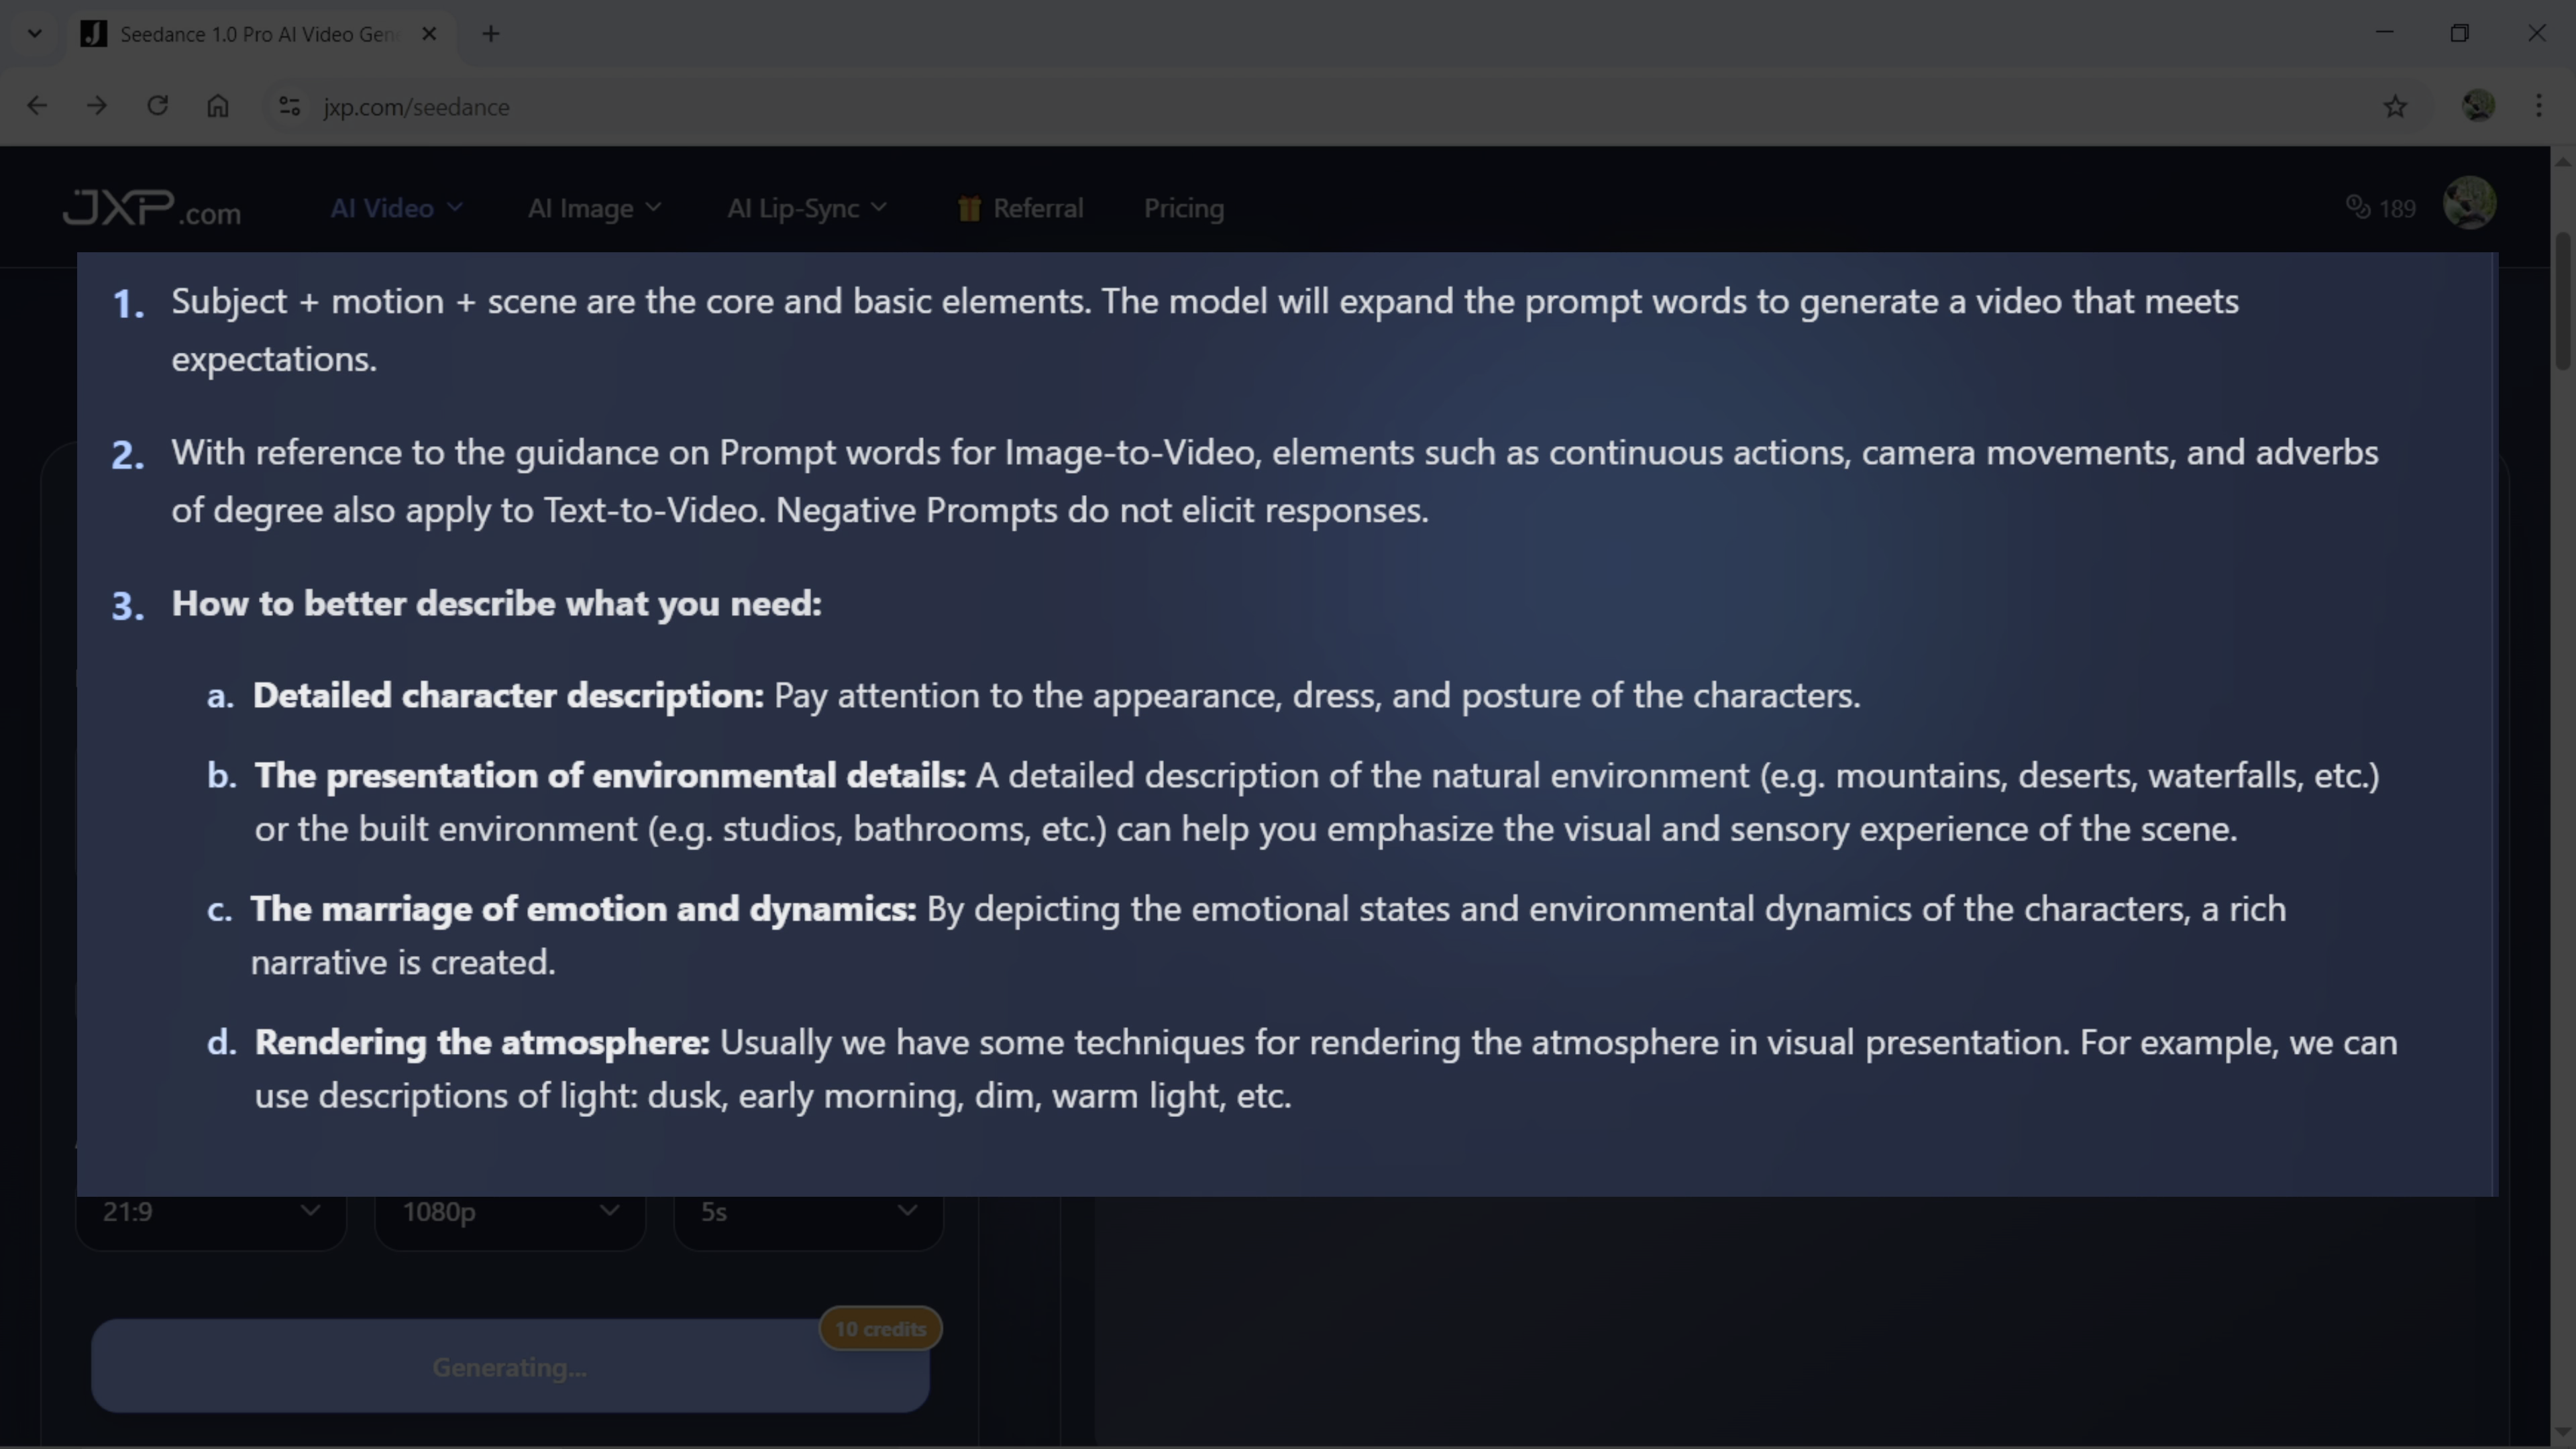 Seedance 1.0 Pro AI Video Gen
jxp.com/seedance
JXP.com
AI Video
AI Image
AI Lip-Sync
Referral
Pricing
189
1. Subject + motion + scene are the core and basic elements. The model will expand the prompt words to generate a video that meets
expectations.
2. With reference to the guidance on Prompt words for Image-to-Video, elements such as continuous actions, camera movements, and adverbs
of degree also apply to Text-to-Video. Negative Prompts do not elicit responses.
3. How to better describe what you need:
a. Detailed character description: Pay attention to the appearance, dress, and posture of the characters.
b. The presentation of environmental details: A detailed description of the natural environment (e.g. mountains, deserts, waterfalls, etc.)
or the built environment (e.g. studios, bathrooms, etc.) can help you emphasize the visual and sensory experience of the scene.
c. The marriage of emotion and dynamics: By depicting the emotional states and environmental dynamics of the characters, a rich
narrative is created.
d. Rendering the atmosphere: Usually we have some techniques for rendering the atmosphere in visual presentation. For example, we can
use descriptions of light: dusk, early morning, dim, warm light, etc.
21:9
1080p
5s
10 credits
Generating...